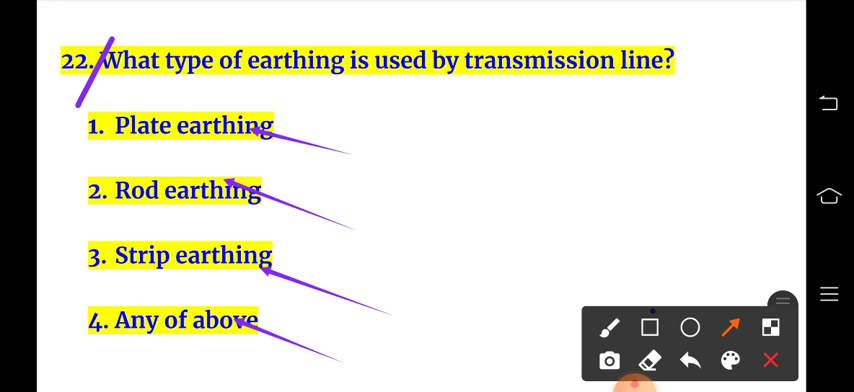 22. What type of earthing is used by transmission line?
1. Plate earthing
2. Rod earthing
3. Strip earthing
4. Any of above